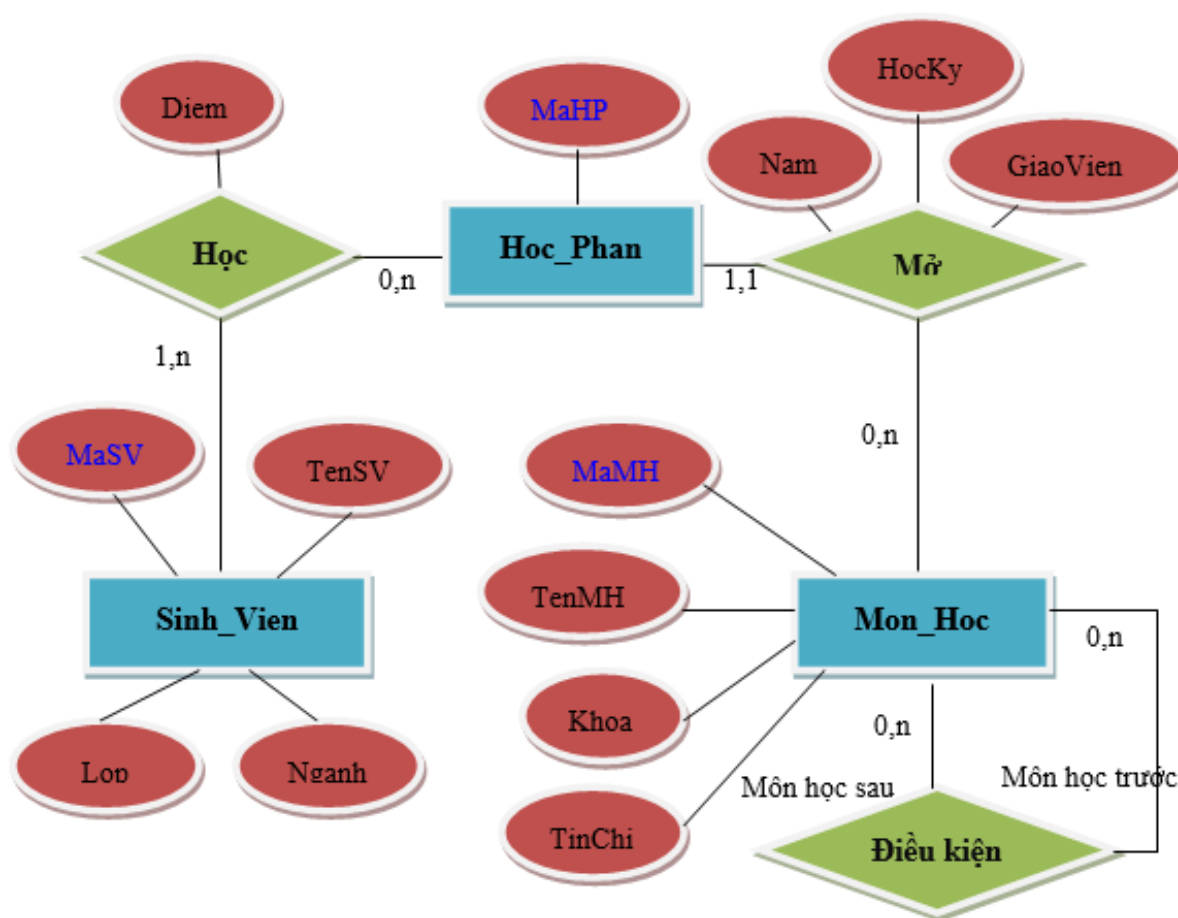 HocKy
Diem
MaHP
Nam
GiaoVien
Học
Hoc_Phan
Mở
0,n
1,1
1,n
0,n
MaSV
TenSV
MaMH
TenMH
Sinh_Vien
Mon_Hoc
0,n
Khoa
0,n
Lop
Nganh
Môn học sau
Môn học trước
TinChi
Điều kiện